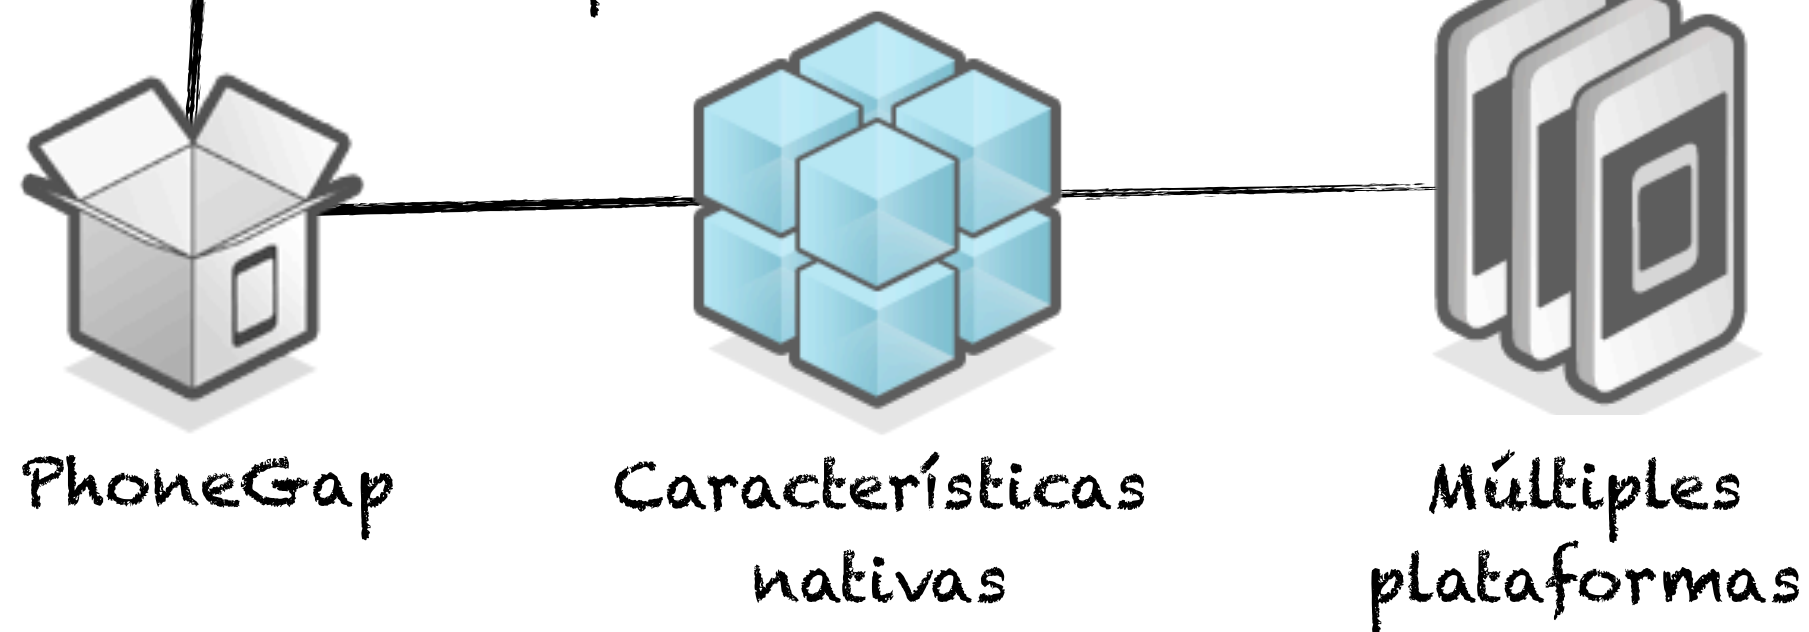 PhoneGap
Características
nativas
Múltiples
plataformas